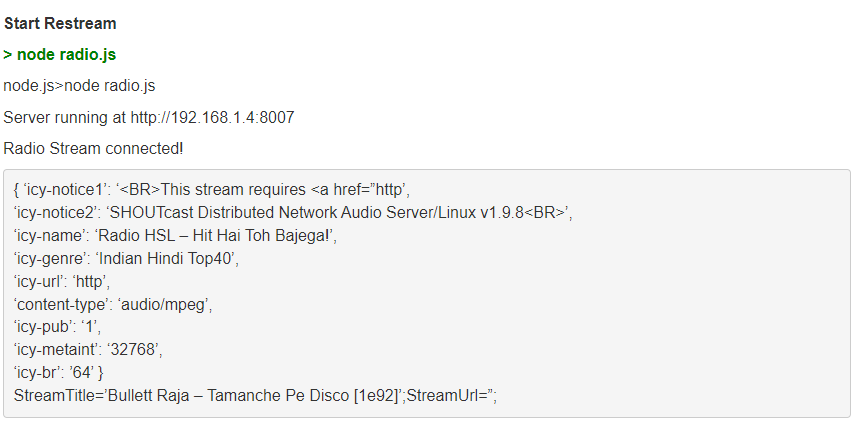 Start Restream
> node radio.js
node.js>node radio.js
Server running at http://192.168.1.4:8007
Radio Stream connected!
{ ‘icy-notice1’: ‘<BR>This stream requires <a href=”http’,
‘icy-notice2’: ‘SHOUTcast Distributed Network Audio Server/Linux v1.9.8<BR>’,
‘icy-name’: ‘Radio HSL – Hit Hai Toh Bajega!’,
‘icy-genre’: ‘Indian Hindi Top40’,
‘icy-url’: ‘http’,
‘content-type’: ‘audio/mpeg’,
‘icy-pub’: ‘1’,
‘icy-metaint’: ‘32768’,
‘icy-br’: ’64’ }
StreamTitle=’Bullett Raja – Tamanche Pe Disco [1e92]’;StreamUrl=”;